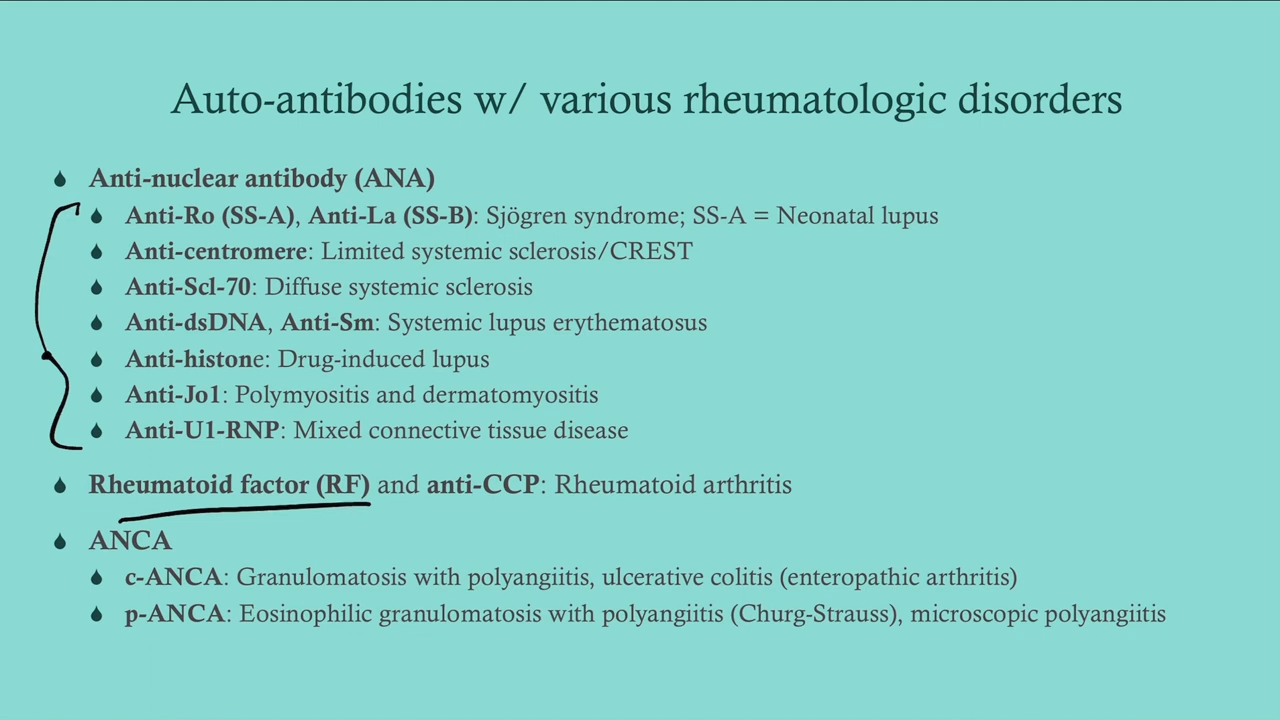 Auto-antibodies w/ various rheumatologic disorders
Anti-nuclear antibody (ANA)
Anti-Ro (SS-A), Anti-La (SS-B): Sjögren syndrome; SS-A = Neonatal lupus
Anti-centromere: Limited systemic sclerosis/CREST
Anti-Scl-70: Diffuse systemic sclerosis
Anti-dsDNA, Anti-Sm: Systemic lupus erythematosus
Anti-histone: Drug-induced lupus
Anti-Jo1: Polymyositis and dermatomyositis
Anti-U1-RNP: Mixed connective tissue disease
Rheumatoid factor (RF) and anti-CCP: Rheumatoid arthritis
ANCA
c-ANCA: Granulomatosis with polyangiitis, ulcerative colitis (enteropathic arthritis)
p-ANCA: Eosinophilic granulomatosis with polyangiitis (Churg-Strauss), microscopic polyangiitis